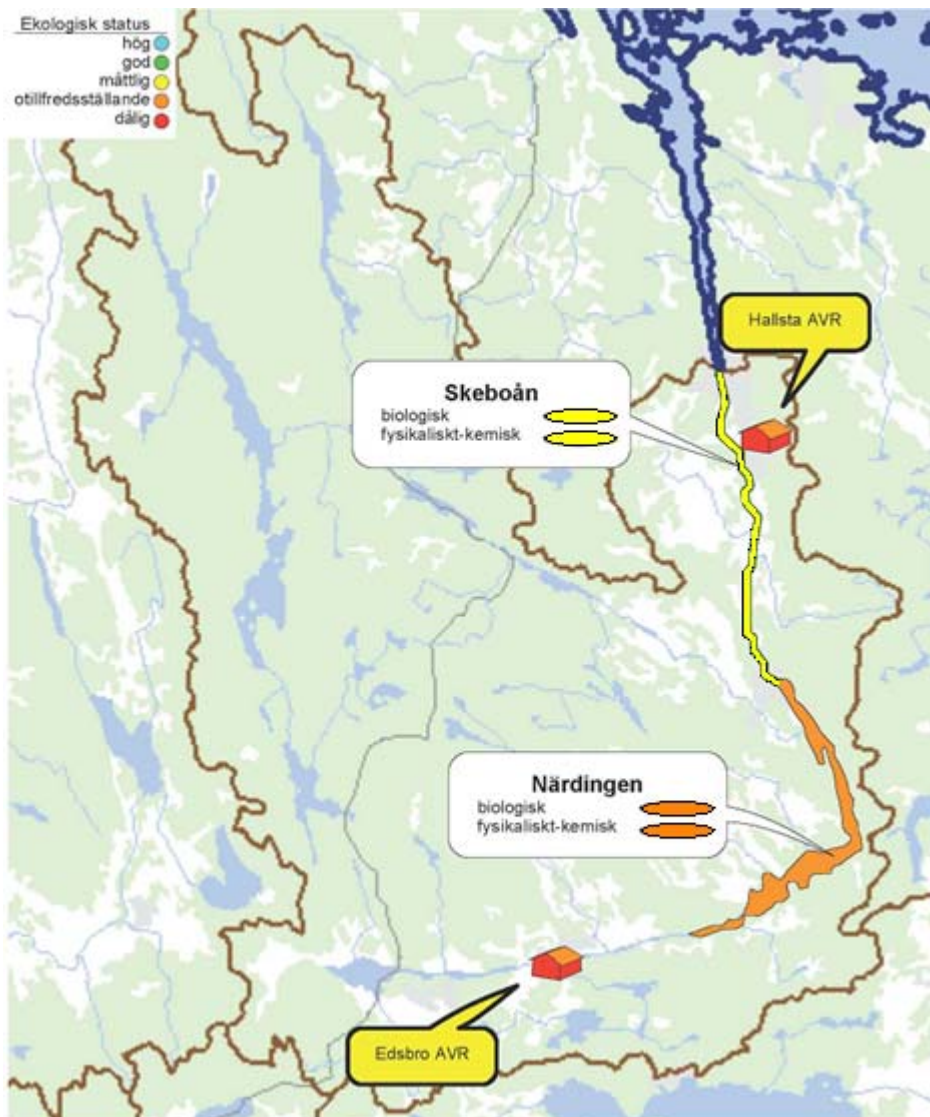 Ekologisk status
hög
god
måttlig
otillfredsställande
dålig
Hallsta AVR
Skeboån
biologisk
fysikaliskt-kemisk
Närdingen
biologisk
fysikaliskt-kemisk
Edsbro AVR